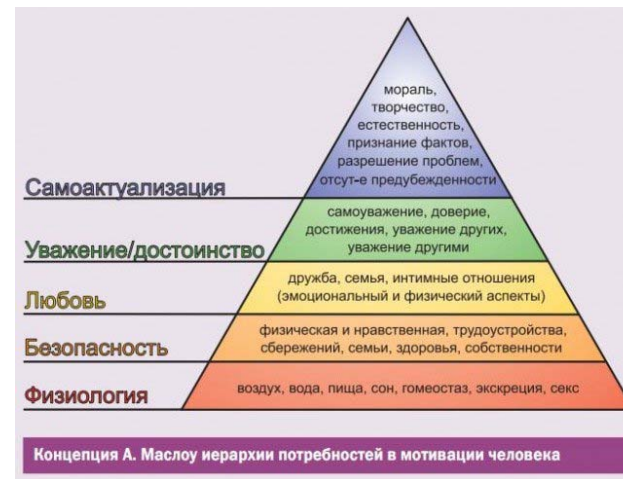 мораль,
творчество,
естественность,
признание фактов,
разрешение проблем,
отсут-е предубежденности
Самоактуализация
самоуважение, доверие,
достижения, уважение других,
уважение другими
Уважение/достоинство
дружба, семья, интимные отношения
(эмоциональный и физический аспекты)
Любовь
физическая и нравственная, трудоустройства,
сбережений, семьи, здоровья, собственности
Безопасность
воздух, вода, пища, сон, гомеостаз, экскреция, секс
Физиология
Концепция А. Маслоу иерархии потребностей в мотивации человека